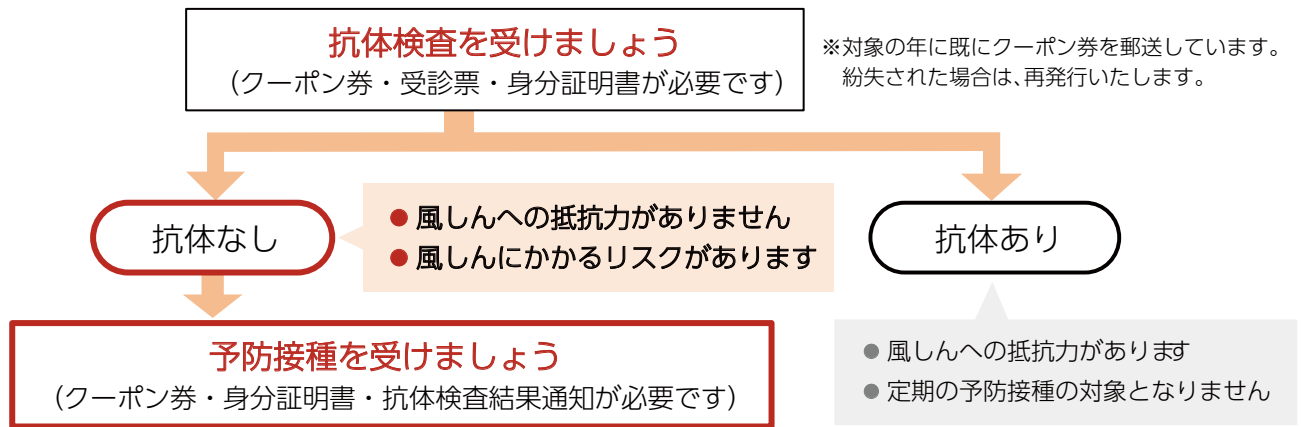 抗体検査を受けましょう
（クーポン券・受診票・身分証明書が必要です）
※対象の年に既にクーポン券を郵送しています。
紛失された場合は、再発行いたします。
抗体なし
● 風しんへの抵抗力がありません
● 風しんにかかるリスクがあります
抗体あり
予防接種を受けましょう
（クーポン券・身分証明書・抗体検査結果通知が必要です）
● 風しんへの抵抗力があります
● 定期の予防接種の対象となりません